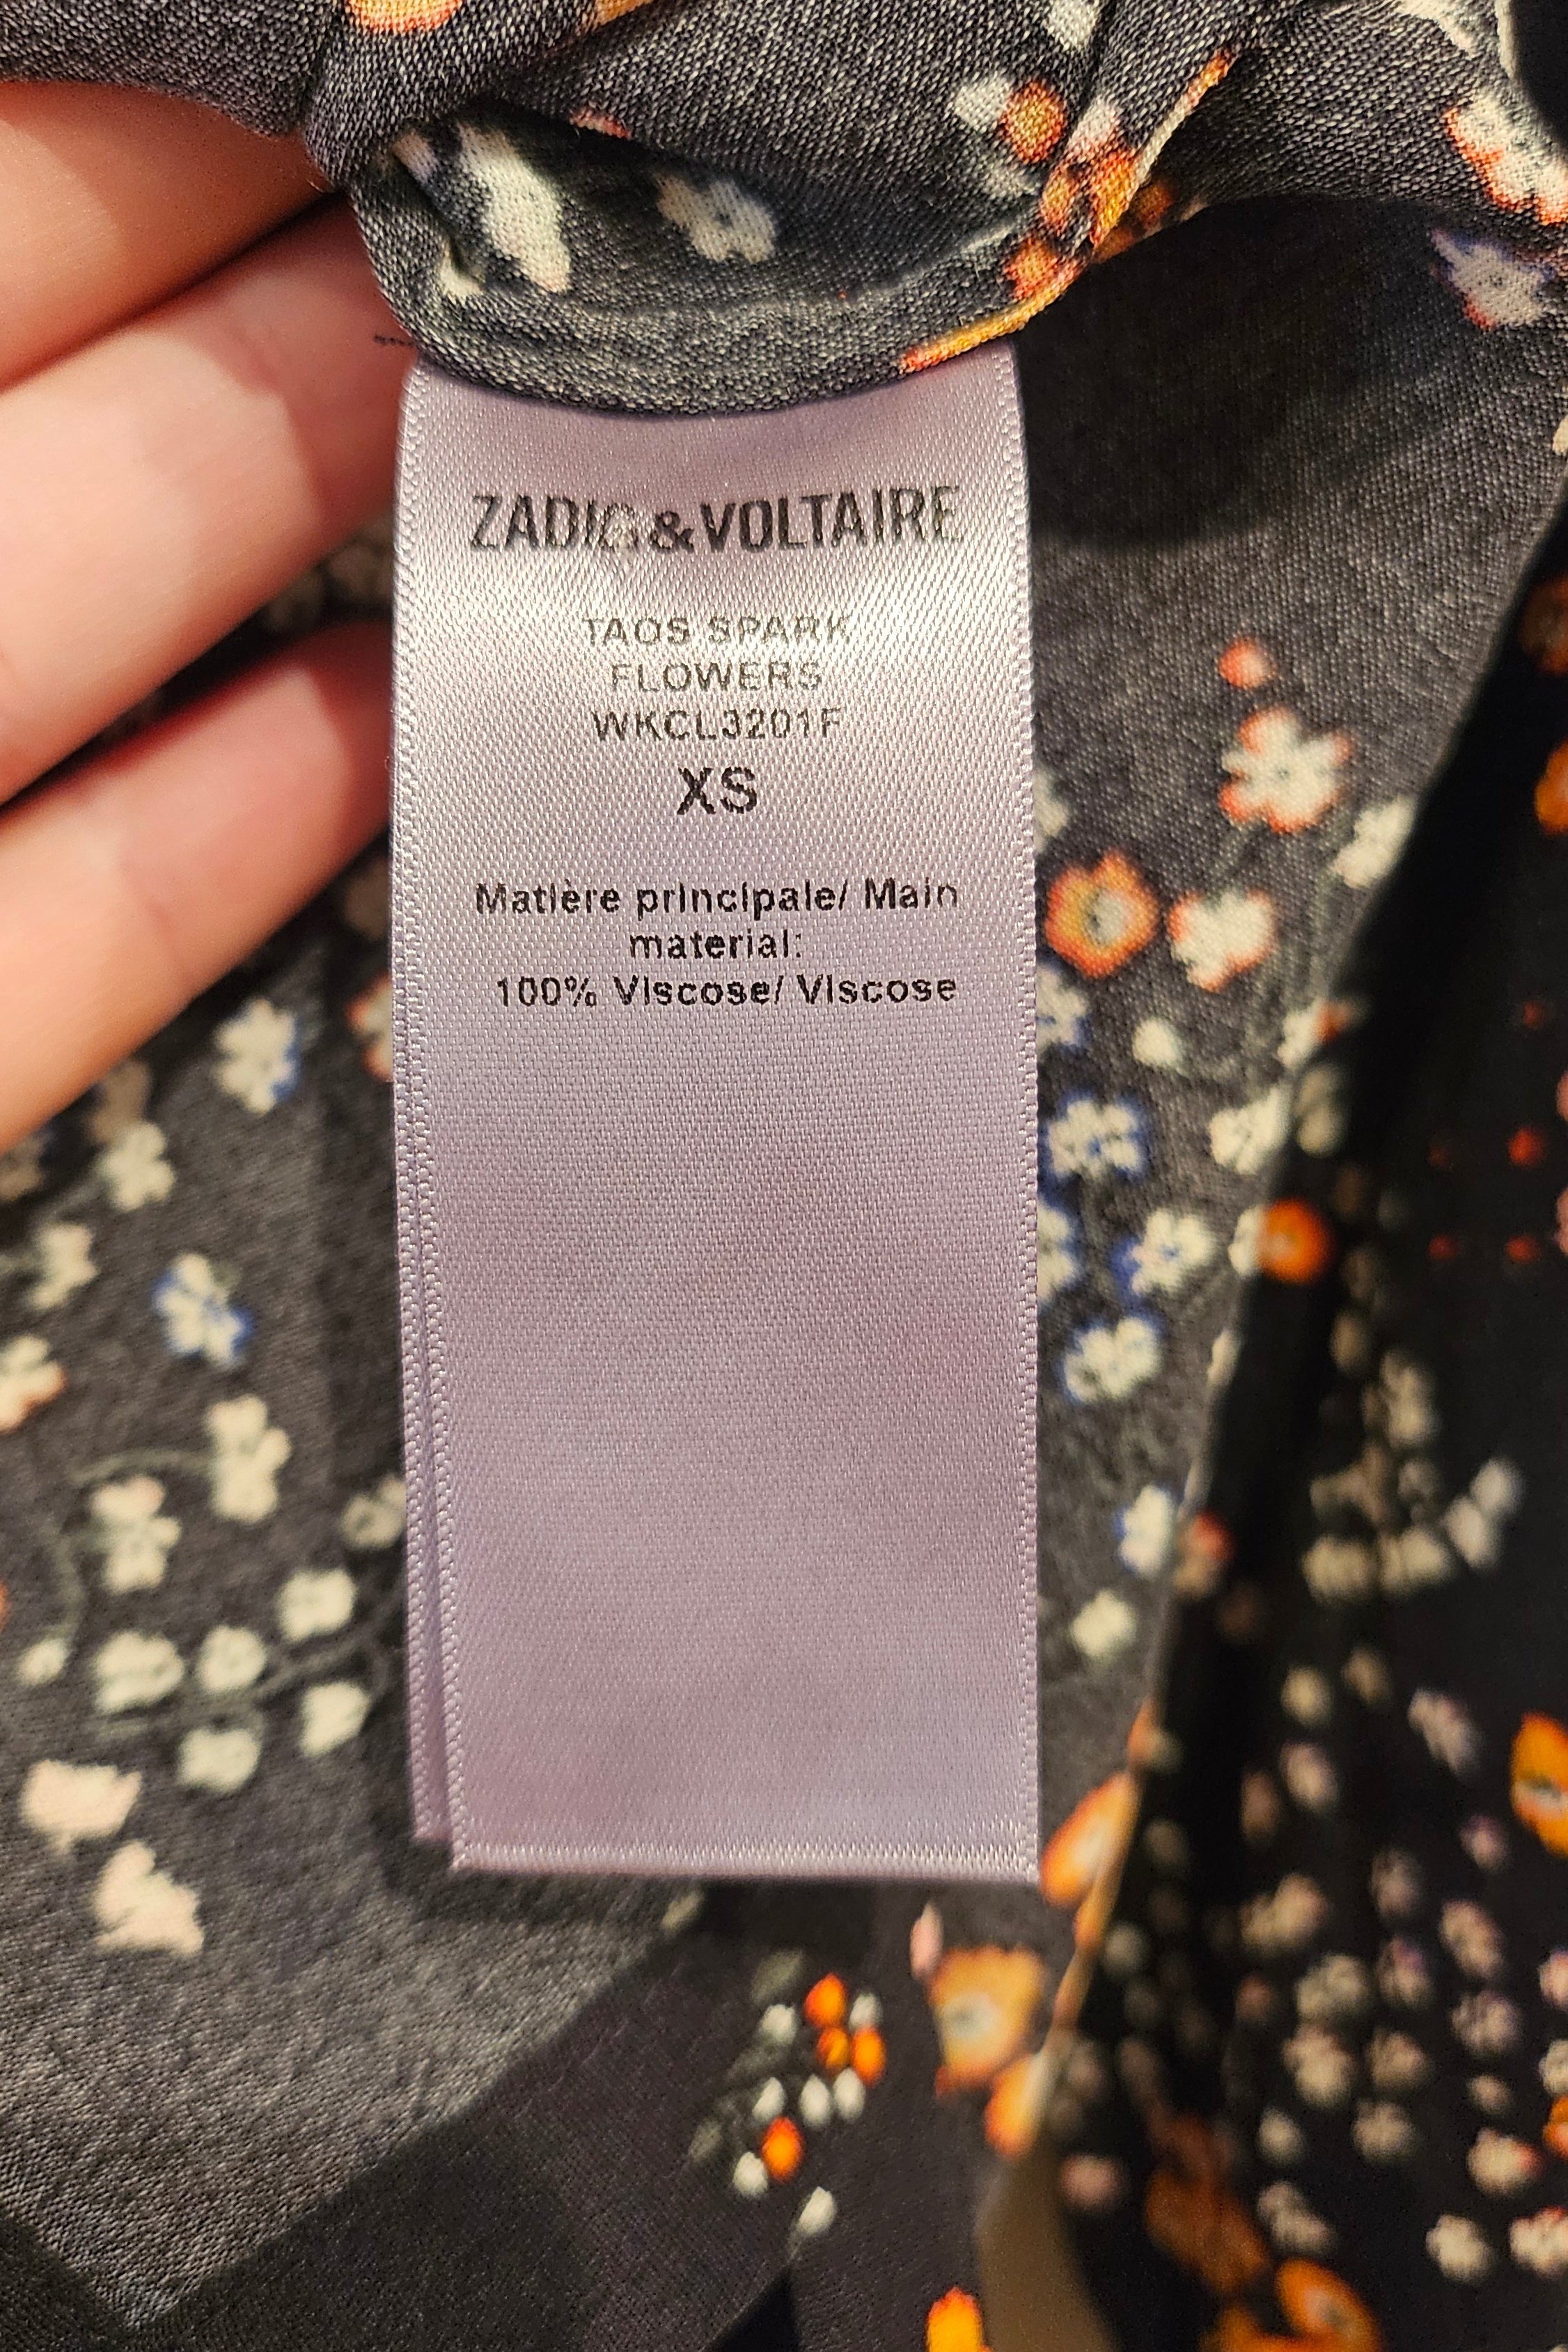 ZADIG&VOLTAIRE
TAOS SPARK
FLOWERS
WKCL3201F
XS
Matière principale/ Main
material:
100% Viscose/ Viscose